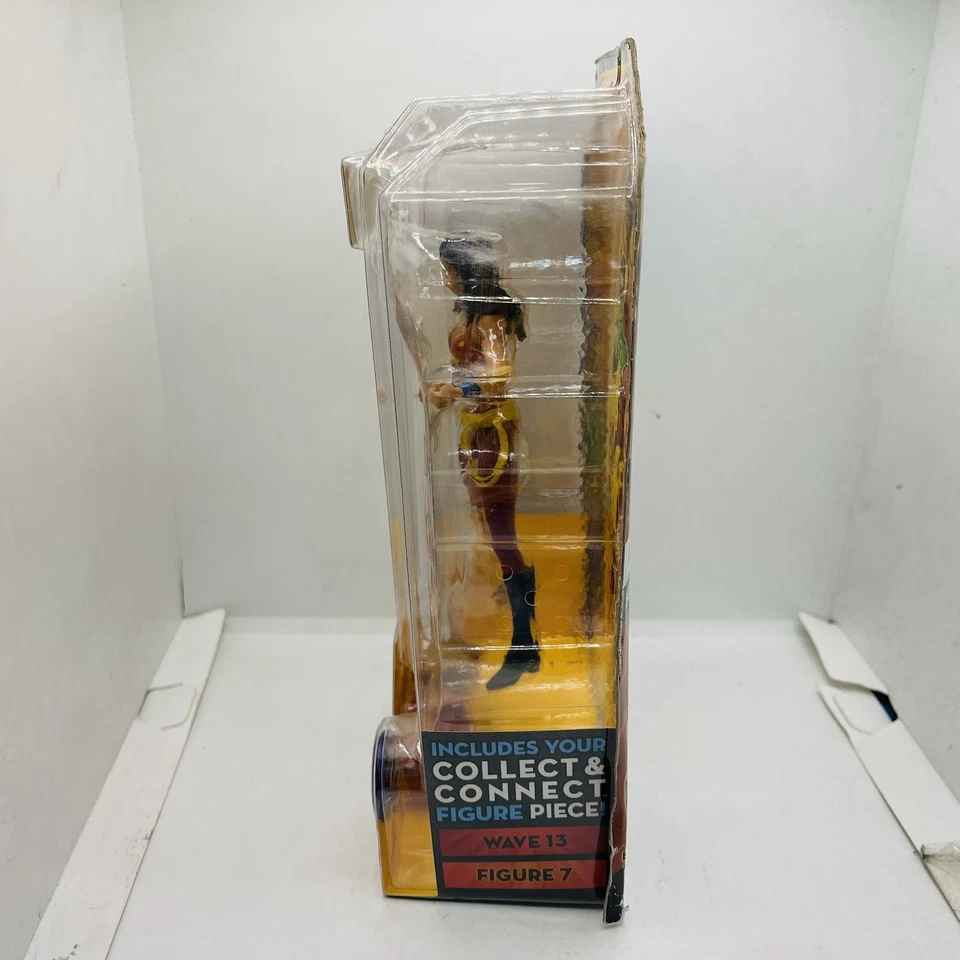 INCLUDES YOUR
COLLECT &
CONNECT
FIGURE PIECE!
WAVE 13
FIGURE 7